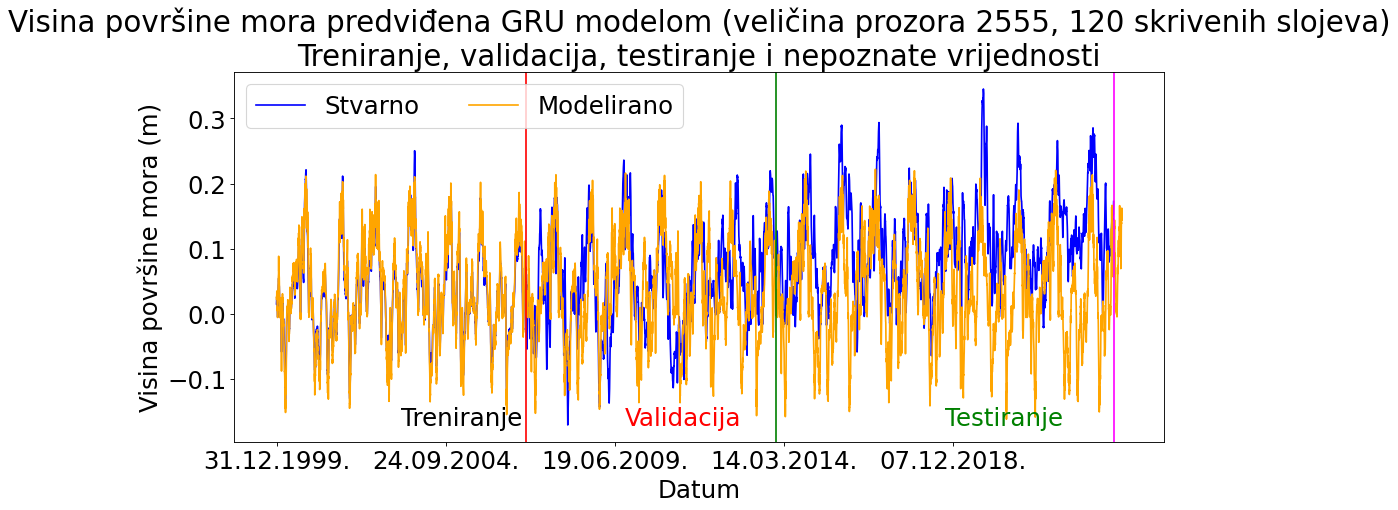 Visina površine mora predviđena GRU modelom (veličina prozora 2555, 120 skrivenih slojeva)
Treniranje, validacija, testiranje i nepoznate vrijednosti
Stvarno
Modelirano
Visina površine mora (m)
0.3
0.2
0.1
0.0
−0.1
Treniranje
Validacija
Testiranje
31.12.1999.
24.09.2004.
19.06.2009.
14.03.2014.
07.12.2018.
Datum